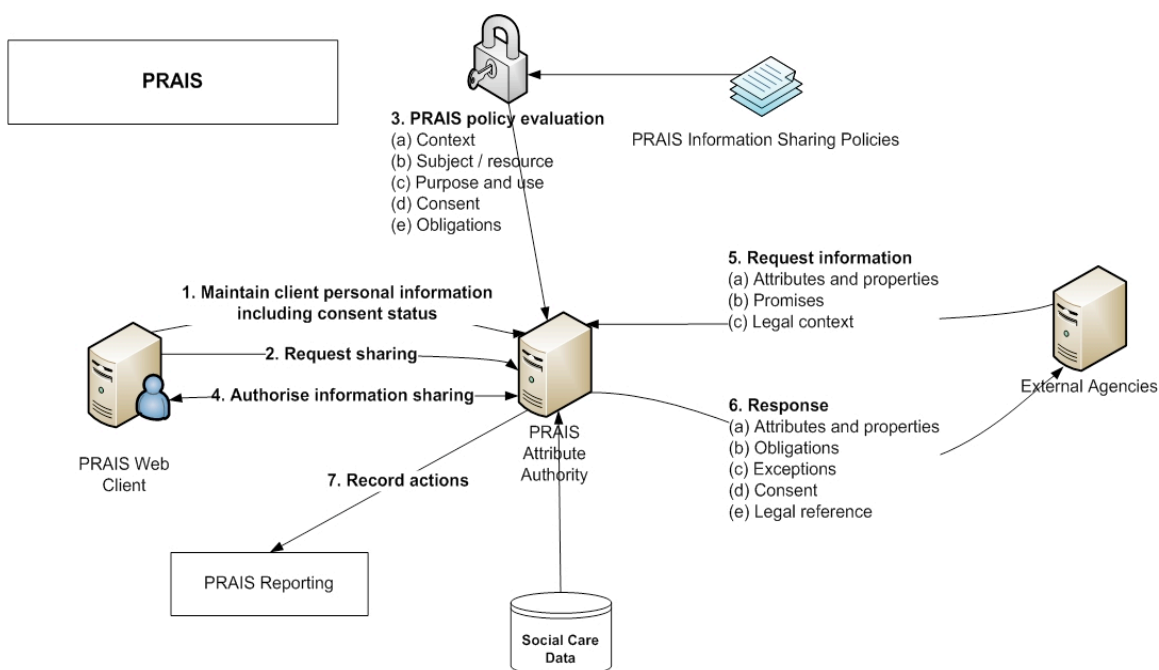 PRAIS
3. PRAIS policy evaluation
(a) Context
(b) Subject / resource
(c) Purpose and use
(d) Consent
(e) Obligations
PRAIS Information Sharing Policies
1. Maintain client personal information
including consent status
2. Request sharing
4. Authorise information sharing
PRAIS Web
Client
PRAIS
Attribute
Authority
5. Request information
(a) Attributes and properties
(b) Promises
(c) Legal context
External Agencies
6. Response
(a) Attributes and properties
(b) Obligations
(c) Exceptions
(d) Consent
(e) Legal reference
7. Record actions
PRAIS Reporting
Social Care
Data